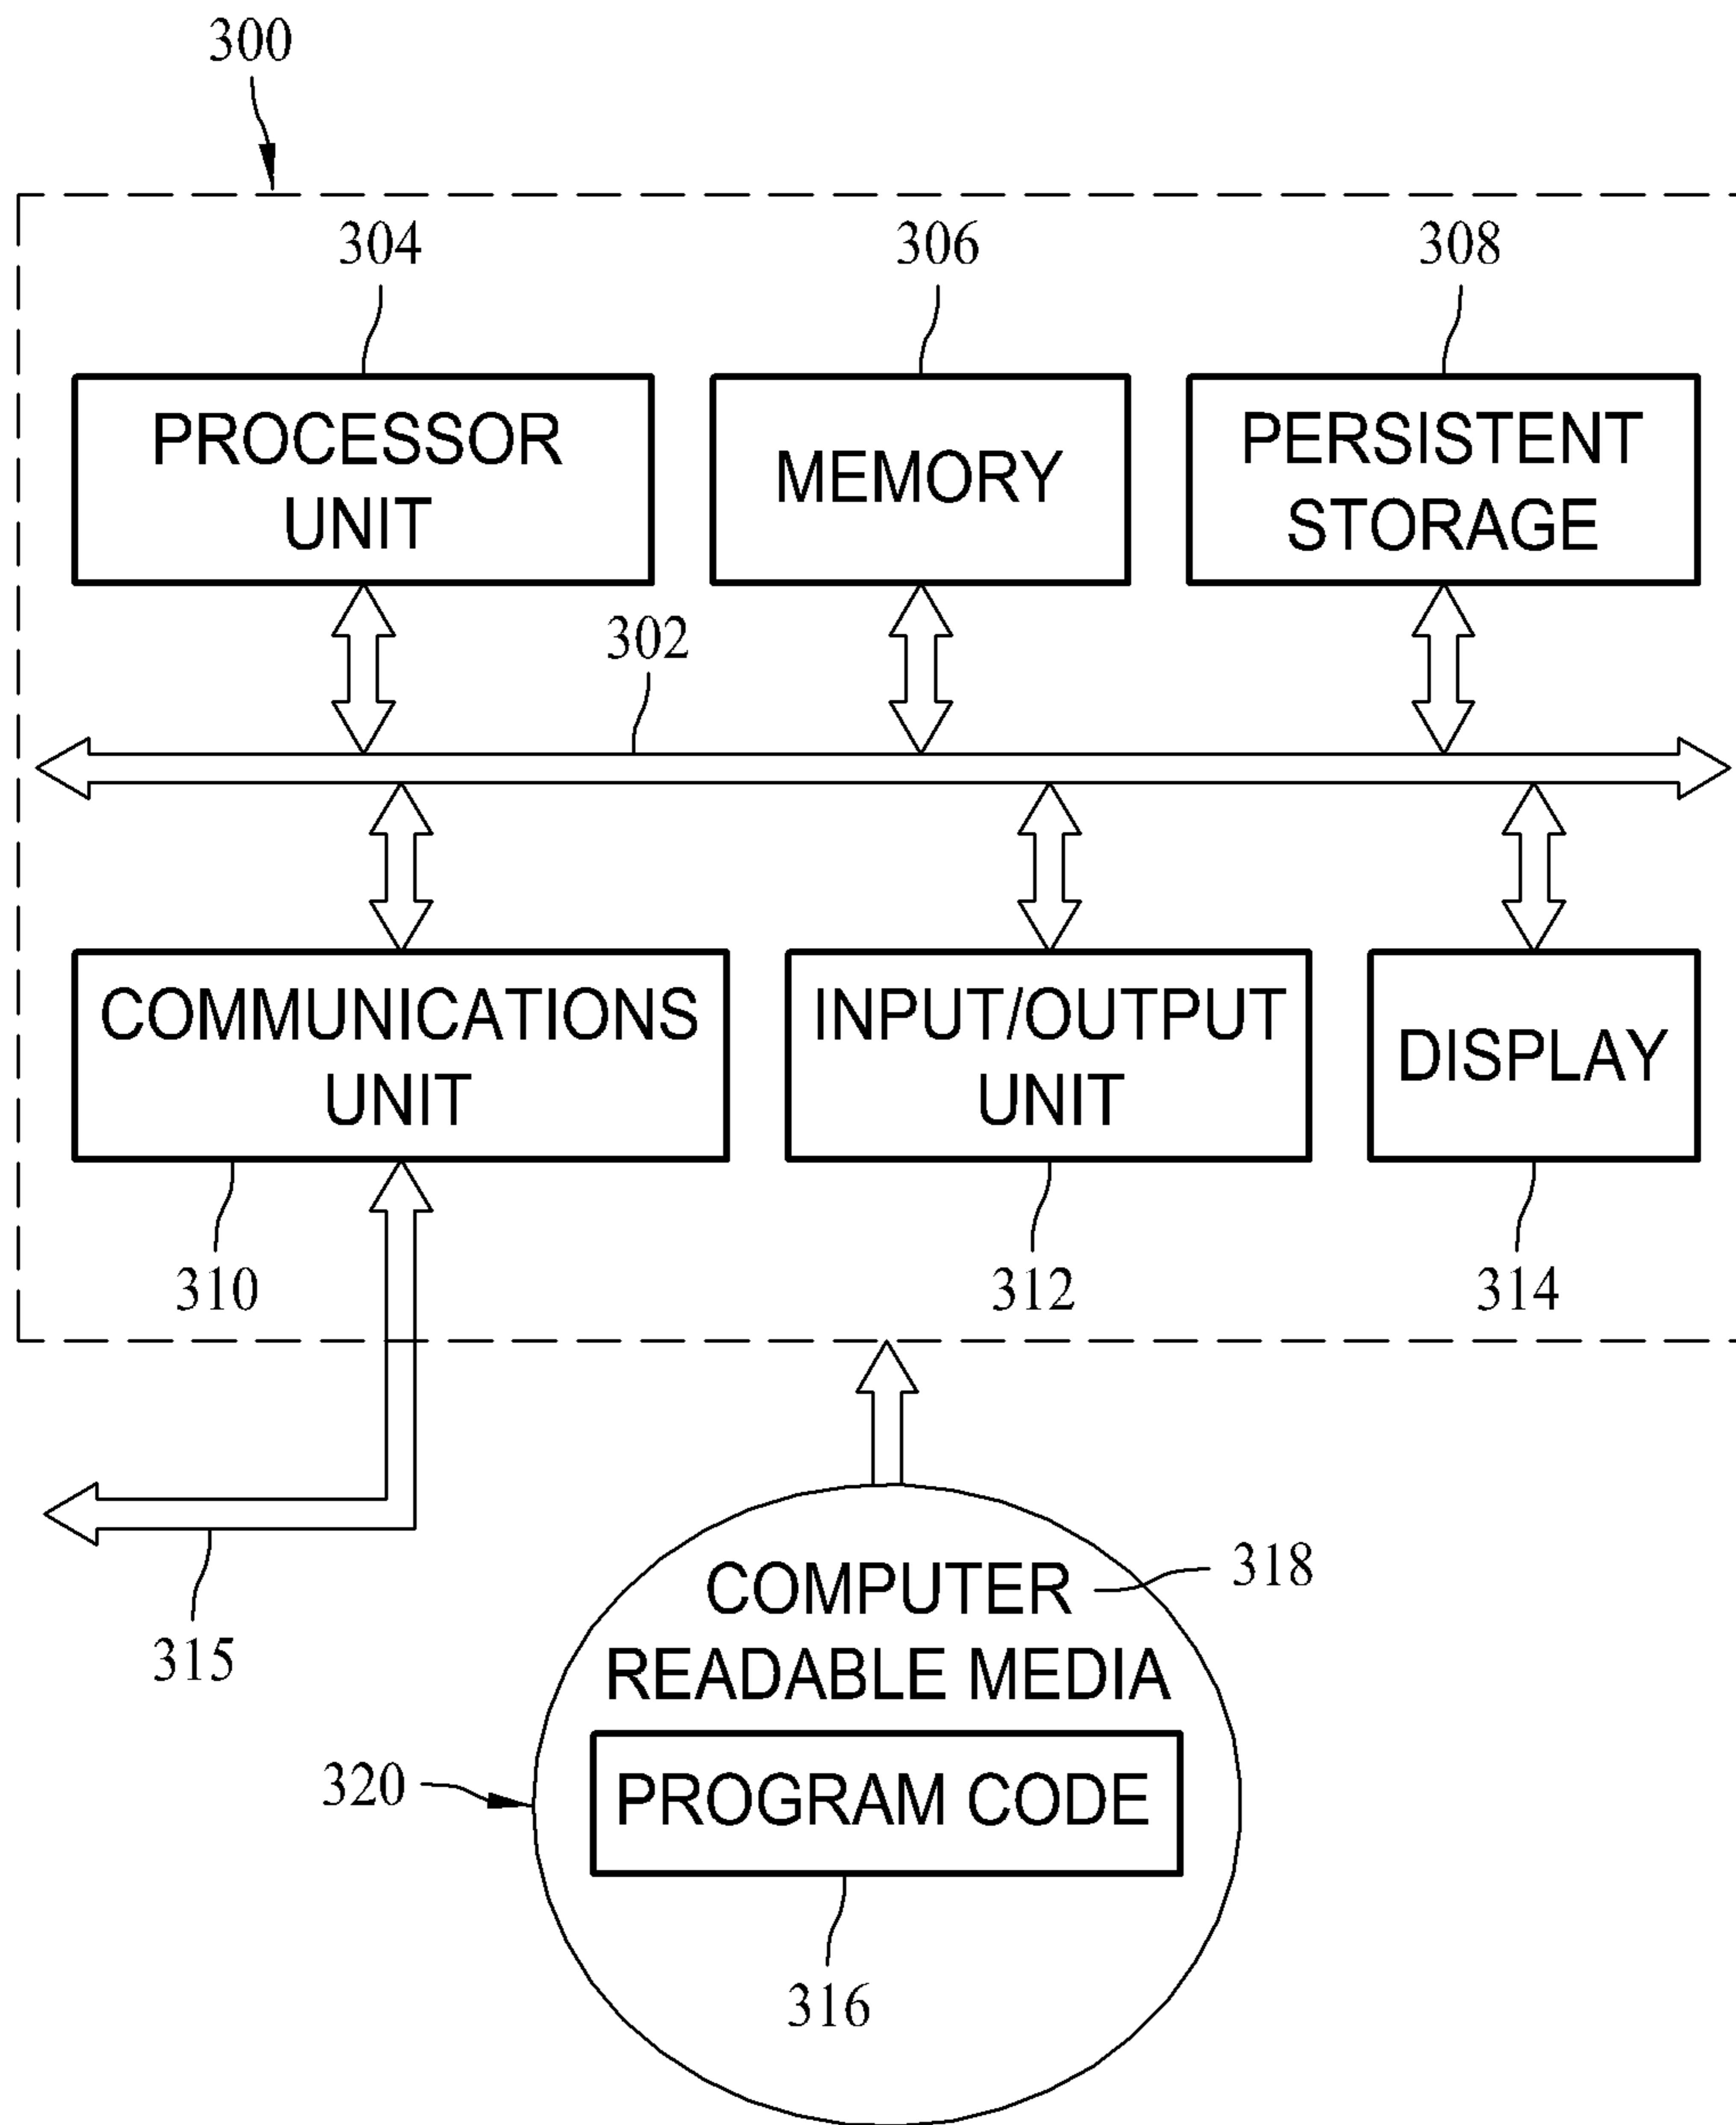 300
304
306
308
PROCESSOR
UNIT
MEMORY
PERSISTENT
STORAGE
302
COMMUNICATIONS
UNIT
INPUT/OUTPUT
UNIT
DISPLAY
310
312
314
315
COMPUTER
READABLE MEDIA
318
320
PROGRAM CODE
316